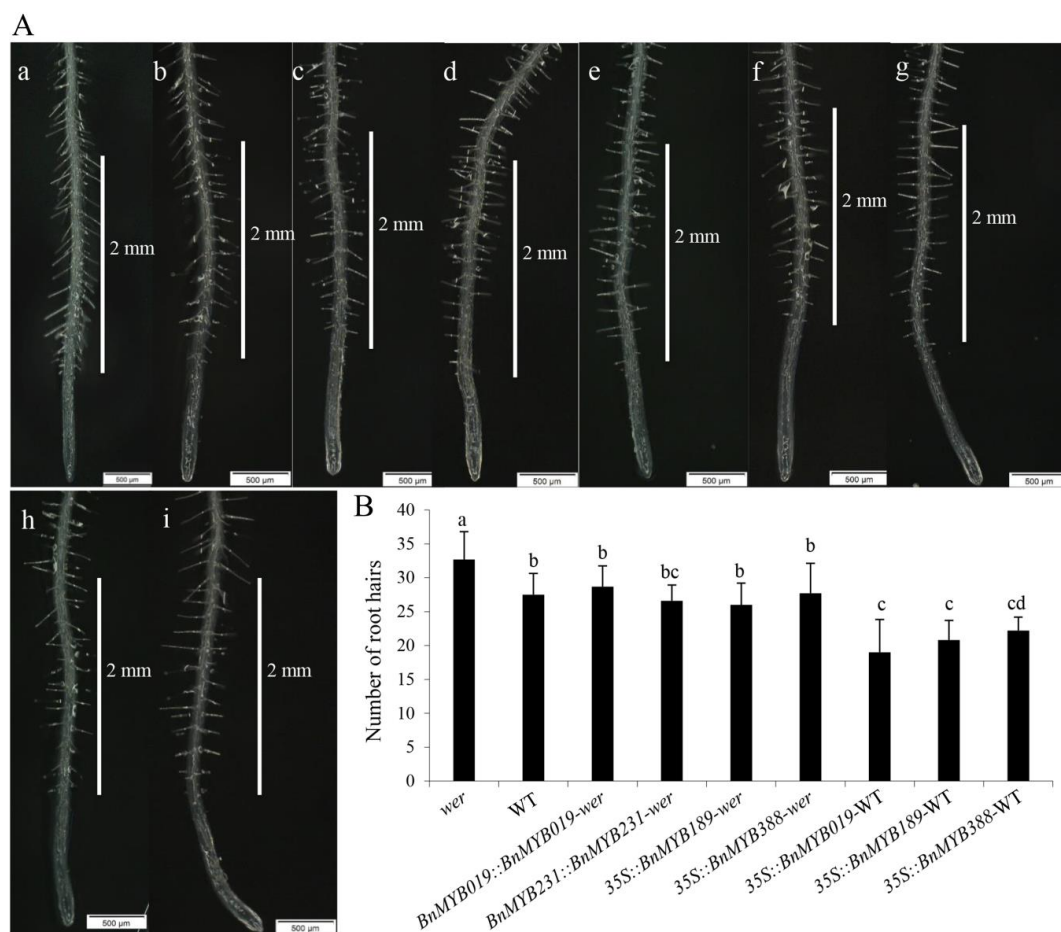 A
a
b
c
d
e
f
g
2 mm
2 mm
2 mm
2 mm
2 mm
2 mm
2 mm
500 µm
500 µm
500 µm
500 µm
500 µm
500 µm
500 µm
h
i
2 mm
2 mm
500 µm
500 µm
B
Number of root hairs
40
35
30
25
20
15
10
5
0
a
b
b
bc
b
b
c
c
cd
wer
WT
BnMYB019::BnMYB019-wer
BnMYB231::BnMYB231-wer
35S::BnMYB189-wer
35S::BnMYB388-wer
35S::BnMYB019-WT
35S::BnMYB189-WT
35S::BnMYB388-WT